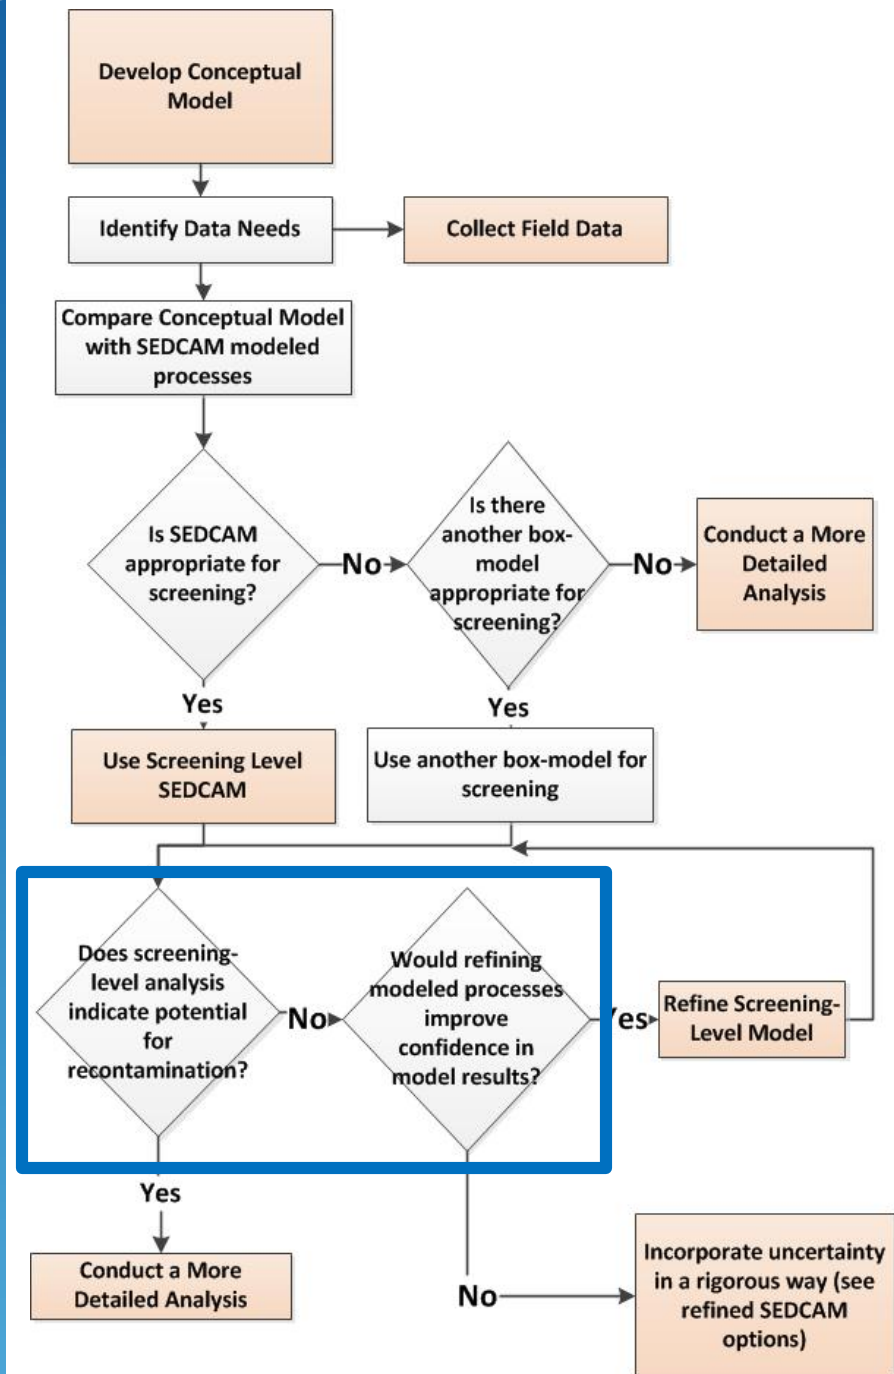 Develop Conceptual
Model
Identify Data Needs
Collect Field Data
Compare Conceptual Model
with SEDCAM modeled
processes
Is SEDCAM
appropriate for
screening?
No
Is there
another box-
model
appropriate for
screening?
No
Conduct a More
Detailed
Analysis
Yes
Yes
Use Screening Level
SEDCAM
Use another box-model for
screening
Does screening-
level analysis
indicate potential
for
recontamination?
No
Would refining
modeled processes
improve
confidence in
model results?
Yes
Refine Screening-
Level Model
Yes
Conduct a More
Detailed Analysis
No
Incorporate uncertainty
in a rigorous way (see
refined SEDCAM
options)